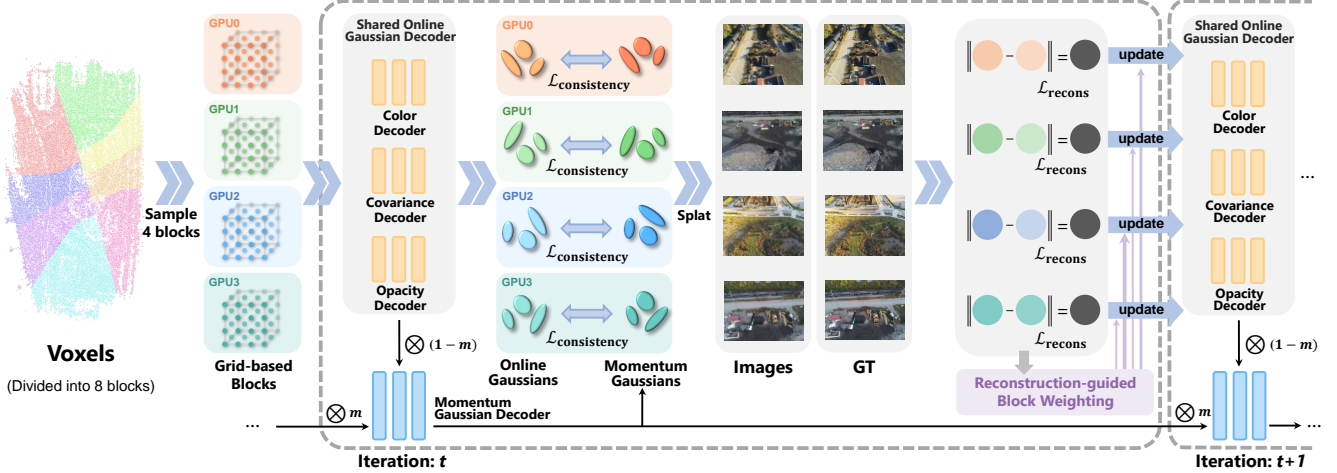 Voxels
(Divided into 8 blocks)
Sample
4 blocks
GPU0
GPU1
GPU2
GPU3
Grid-based
Blocks
Shared Online
Gaussian Decoder
Color
Decoder
Covariance
Decoder
Opacity
Decoder
⊗ (1 − m)
...
⊗ m
Momentum
Gaussian Decoder
Iteration: t
GPU0
ℒconsistency
GPU1
ℒconsistency
GPU2
ℒconsistency
GPU3
ℒconsistency
Online
Gaussians
Momentum
Gaussians
Splat
Images
GT
‖ − ‖ =
ℒrecons
‖ − ‖ =
ℒrecons
‖ − ‖ =
ℒrecons
‖ − ‖ =
ℒrecons
Reconstruction-guided
Block Weighting
update
update
update
update
Shared Online
Gaussian Decoder
Color
Decoder
Covariance
Decoder
Opacity
Decoder
...
⊗ (1 − m)
⊗ m
...
Iteration: t+1